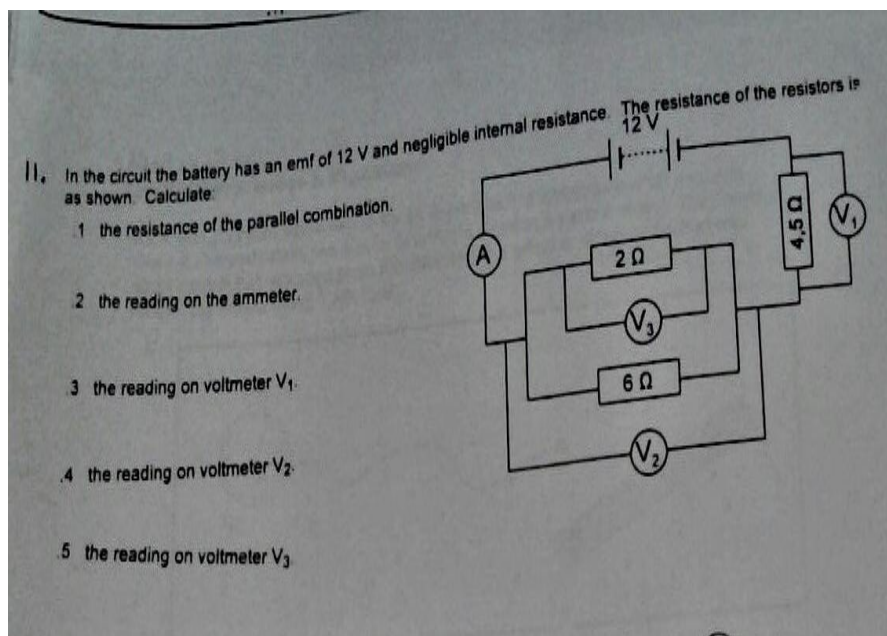 11. In the circuit the battery has an emf of 12 V and negligible internal resistance. The resistance of the resistors is
as shown. Calculate:
.1 the resistance of the parallel combination.
.2 the reading on the ammeter.
.3 the reading on voltmeter V₁.
.4 the reading on voltmeter V₂.
.5 the reading on voltmeter V₃
12 V
A
2 Ω
4,5 Ω
V₁
V₃
6 Ω
V₂